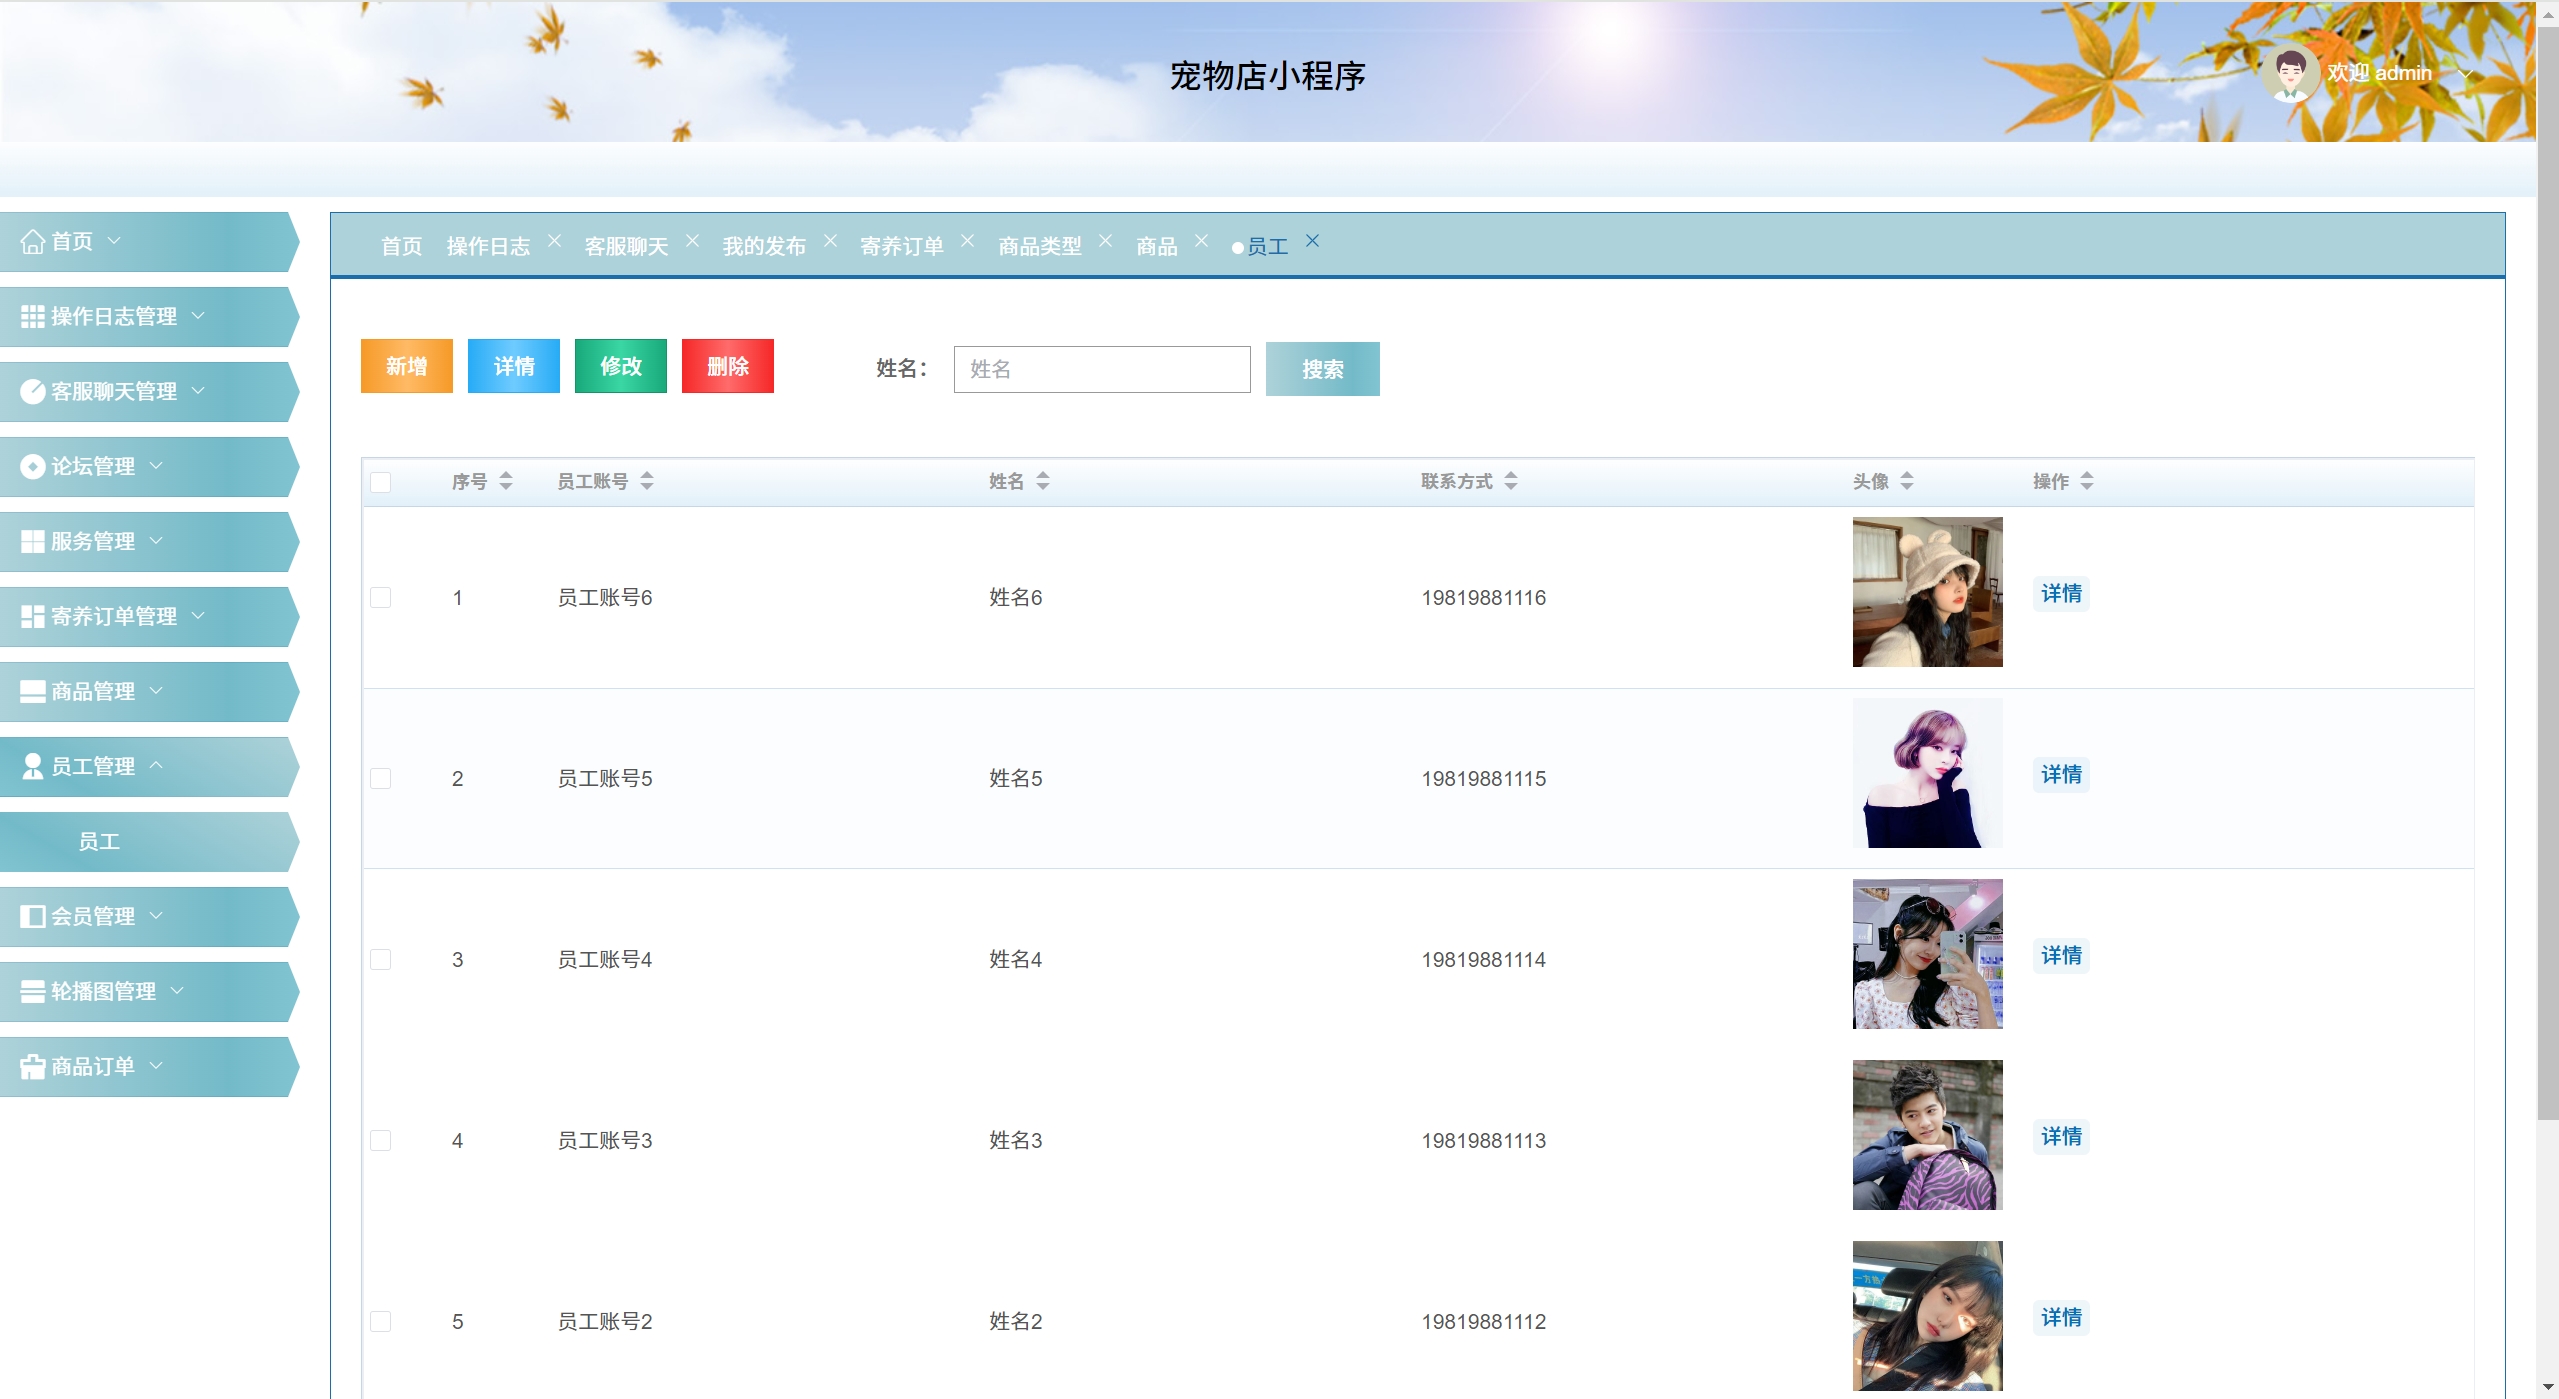 宠物店小程序
欢迎 admin
首页
操作日志管理
客服聊天管理
论坛管理
服务管理
寄养订单管理
商品管理
员工管理
员工
会员管理
轮播图管理
商品订单
首页 操作日志 客服聊天 我的发布 寄养订单 商品类型 商品 员工
新增 详情 修改 删除 姓名： 姓名 搜索
序号 员工账号 姓名 联系方式 头像 操作
1 员工账号6 姓名6 19819881116 详情
2 员工账号5 姓名5 19819881115 详情
3 员工账号4 姓名4 19819881114 详情
4 员工账号3 姓名3 19819881113 详情
5 员工账号2 姓名2 19819881112 详情